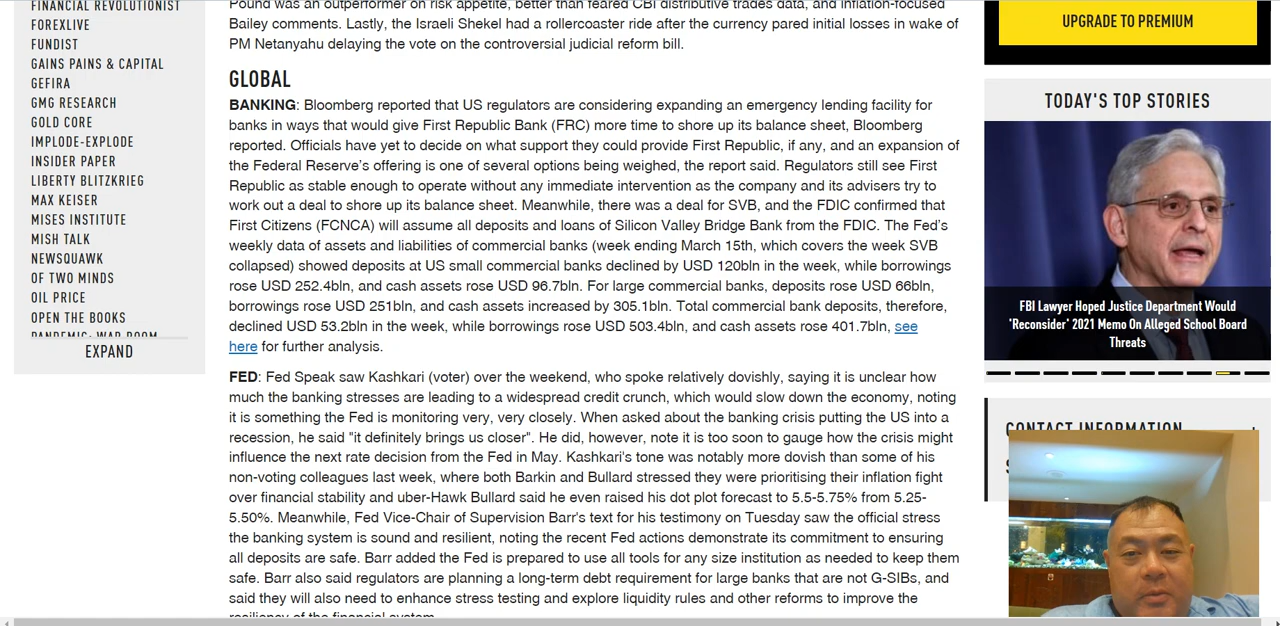 FINANCIAL REVOLUTIONIST
FOREXLIVE
FUNDIST
GAINS PAINS & CAPITAL
GEFIRA
GMG RESEARCH
GOLD CORE
IMPLODE-EXPLODE
INSIDER PAPER
LIBERTY BLITZKRIEG
MAX KEISER
MISES INSTITUTE
MISH TALK
NEWSQUAWK
OF TWO MINDS
OIL PRICE
OPEN THE BOOKS
PANDEMIC: WAR ROOM
EXPAND
Pound was an outperformer on risk appetite, better than feared CBI distributive trades data, and inflation-focused
Bailey comments. Lastly, the Israeli Shekel had a rollercoaster ride after the currency pared initial losses in wake of
PM Netanyahu delaying the vote on the controversial judicial reform bill.
GLOBAL
BANKING: Bloomberg reported that US regulators are considering expanding an emergency lending facility for
banks in ways that would give First Republic Bank (FRC) more time to shore up its balance sheet, Bloomberg
reported. Officials have yet to decide on what support they could provide First Republic, if any, and an expansion of
the Federal Reserve's offering is one of several options being weighed, the report said. Regulators still see First
Republic as stable enough to operate without any immediate intervention as the company and its advisers try to
work out a deal to shore up its balance sheet. Meanwhile, there was a deal for SVB, and the FDIC confirmed that
First Citizens (FCNCA) will assume all deposits and loans of Silicon Valley Bridge Bank from the FDIC. The Fed's
weekly data of assets and liabilities of commercial banks (week ending March 15th, which covers the week SVB
collapsed) showed deposits at US small commercial banks declined by USD 120bln in the week, while borrowings
rose USD 252.4bln, and cash assets rose USD 96.7bln. For large commercial banks, deposits rose USD 66bln,
borrowings rose USD 251bln, and cash assets increased by 305.1bln. Total commercial bank deposits, therefore,
declined USD 53.2bln in the week, while borrowings rose USD 503.4bln, and cash assets rose 401.7bln, see
here for further analysis.
FED: Fed Speak saw Kashkari (voter) over the weekend, who spoke relatively dovishly, saying it is unclear how
much the banking stresses are leading to a widespread credit crunch, which would slow down the economy, noting
it is something the Fed is monitoring very, very closely. When asked about the banking crisis putting the US into a
recession, he said "it definitely brings us closer". He did, however, note it is too soon to gauge how the crisis might
influence the next rate decision from the Fed in May. Kashkari's tone was notably more dovish than some of his
non-voting colleagues last week, where both Barkin and Bullard stressed they were prioritising their inflation fight
over financial stability and uber-Hawk Bullard said he even raised his dot plot forecast to 5.5-5.75% from 5.25-
5.50%. Meanwhile, Fed Vice-Chair of Supervision Barr's text for his testimony on Tuesday saw the official stress
the banking system is sound and resilient, noting the recent Fed actions demonstrate its commitment to ensuring
all deposits are safe. Barr added the Fed is prepared to use all tools for any size institution as needed to keep them
safe. Barr also said regulators are planning a long-term debt requirement for large banks that are not G-SIBs, and
said they will also need to enhance stress testing and explore liquidity rules and other reforms to improve the
resiliency of the financial system.
UPGRADE TO PREMIUM
TODAY'S TOP STORIES
FBI Lawyer Hoped Justice Department Would
'Reconsider' 2021 Memo On Alleged School Board
Threats
CONTACT INFORMATION